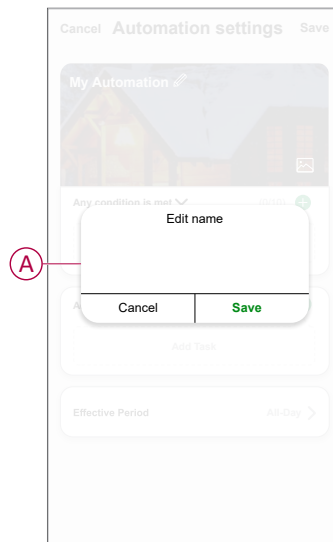 Cancel Automation settings Save
My Automation
Any condition is met
Edit name
A
Cancel Save
Add Task
Effective Period All-Day